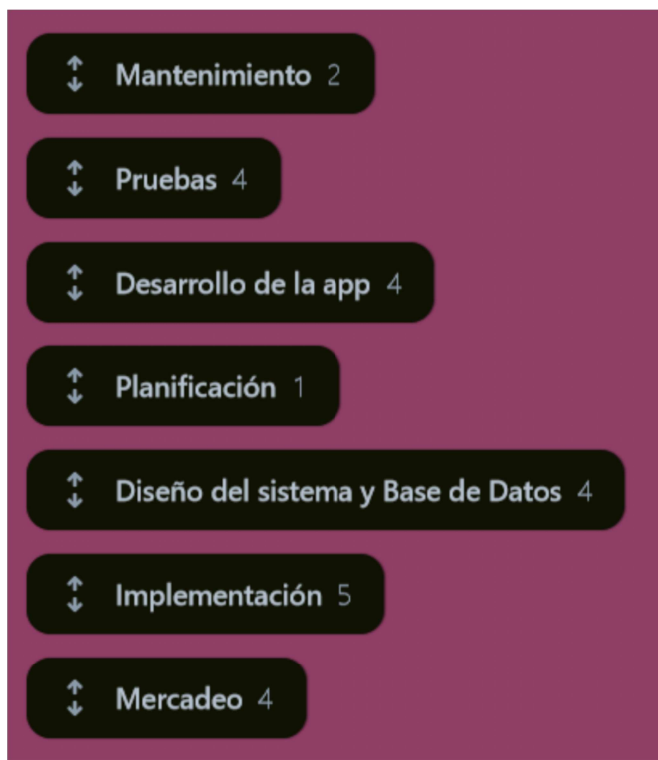 Mantenimiento 2
Pruebas 4
Desarrollo de la app 4
Planificación 1
Diseño del sistema y Base de Datos 4
Implementación 5
Mercadeo 4